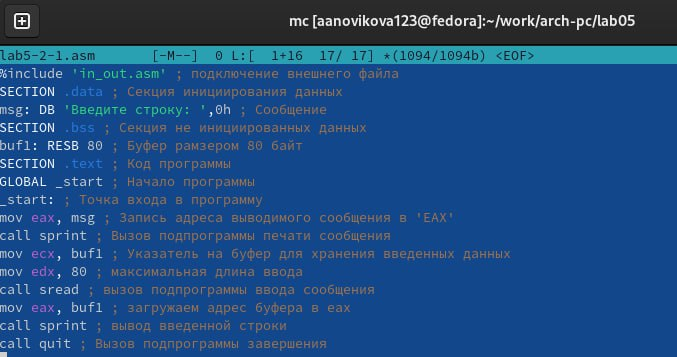 mc [aanovikova123@fedora]:~/work/arch-pc/lab05
lab5-2-1.asm [-M--] 0 L:[ 1+16 17/ 17] *(1094/1094b) <EOF>
%include 'in_out.asm' ; подключение внешнего файла
SECTION .data ; Секция инициирования данных
msg: DB 'Введите строку: ',0h ; Сообщение
SECTION .bss ; Секция не инициированных данных
buf1: RESB 80 ; Буфер рамзером 80 байт
SECTION .text ; Код программы
GLOBAL _start ; Начало программы
_start: ; Точка входа в программу
mov eax, msg ; Запись адреса выводимого сообщения в 'EAX'
call sprint ; Вызов подпрограммы печати сообщения
mov ecx, buf1 ; Указатель на буфер для хранения введенных данных
mov edx, 80 ; максимальная длина ввода
call sread ; вызов подпрограммы ввода сообщения
mov eax, buf1 ; загружаем адрес буфера в eax
call sprint ; вывод введенной строки
call quit ; Вызов подпрограммы завершения